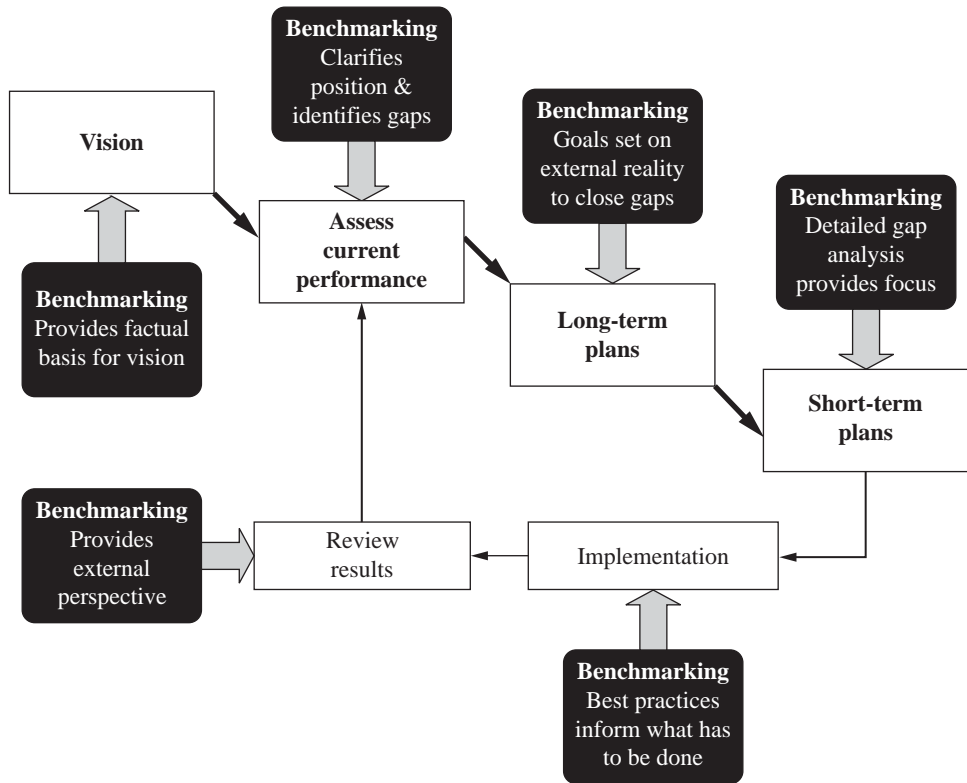 Benchmarking
Clarifies
position &
identifies gaps
Vision
Benchmarking
Goals set on
external reality
to close gaps
Benchmarking
Detailed gap
analysis
provides focus
Assess
current
performance
Benchmarking
Provides factual
basis for vision
Long-term
plans
Short-term
plans
Benchmarking
Provides
external
perspective
Review
results
Implementation
Benchmarking
Best practices
inform what has
to be done